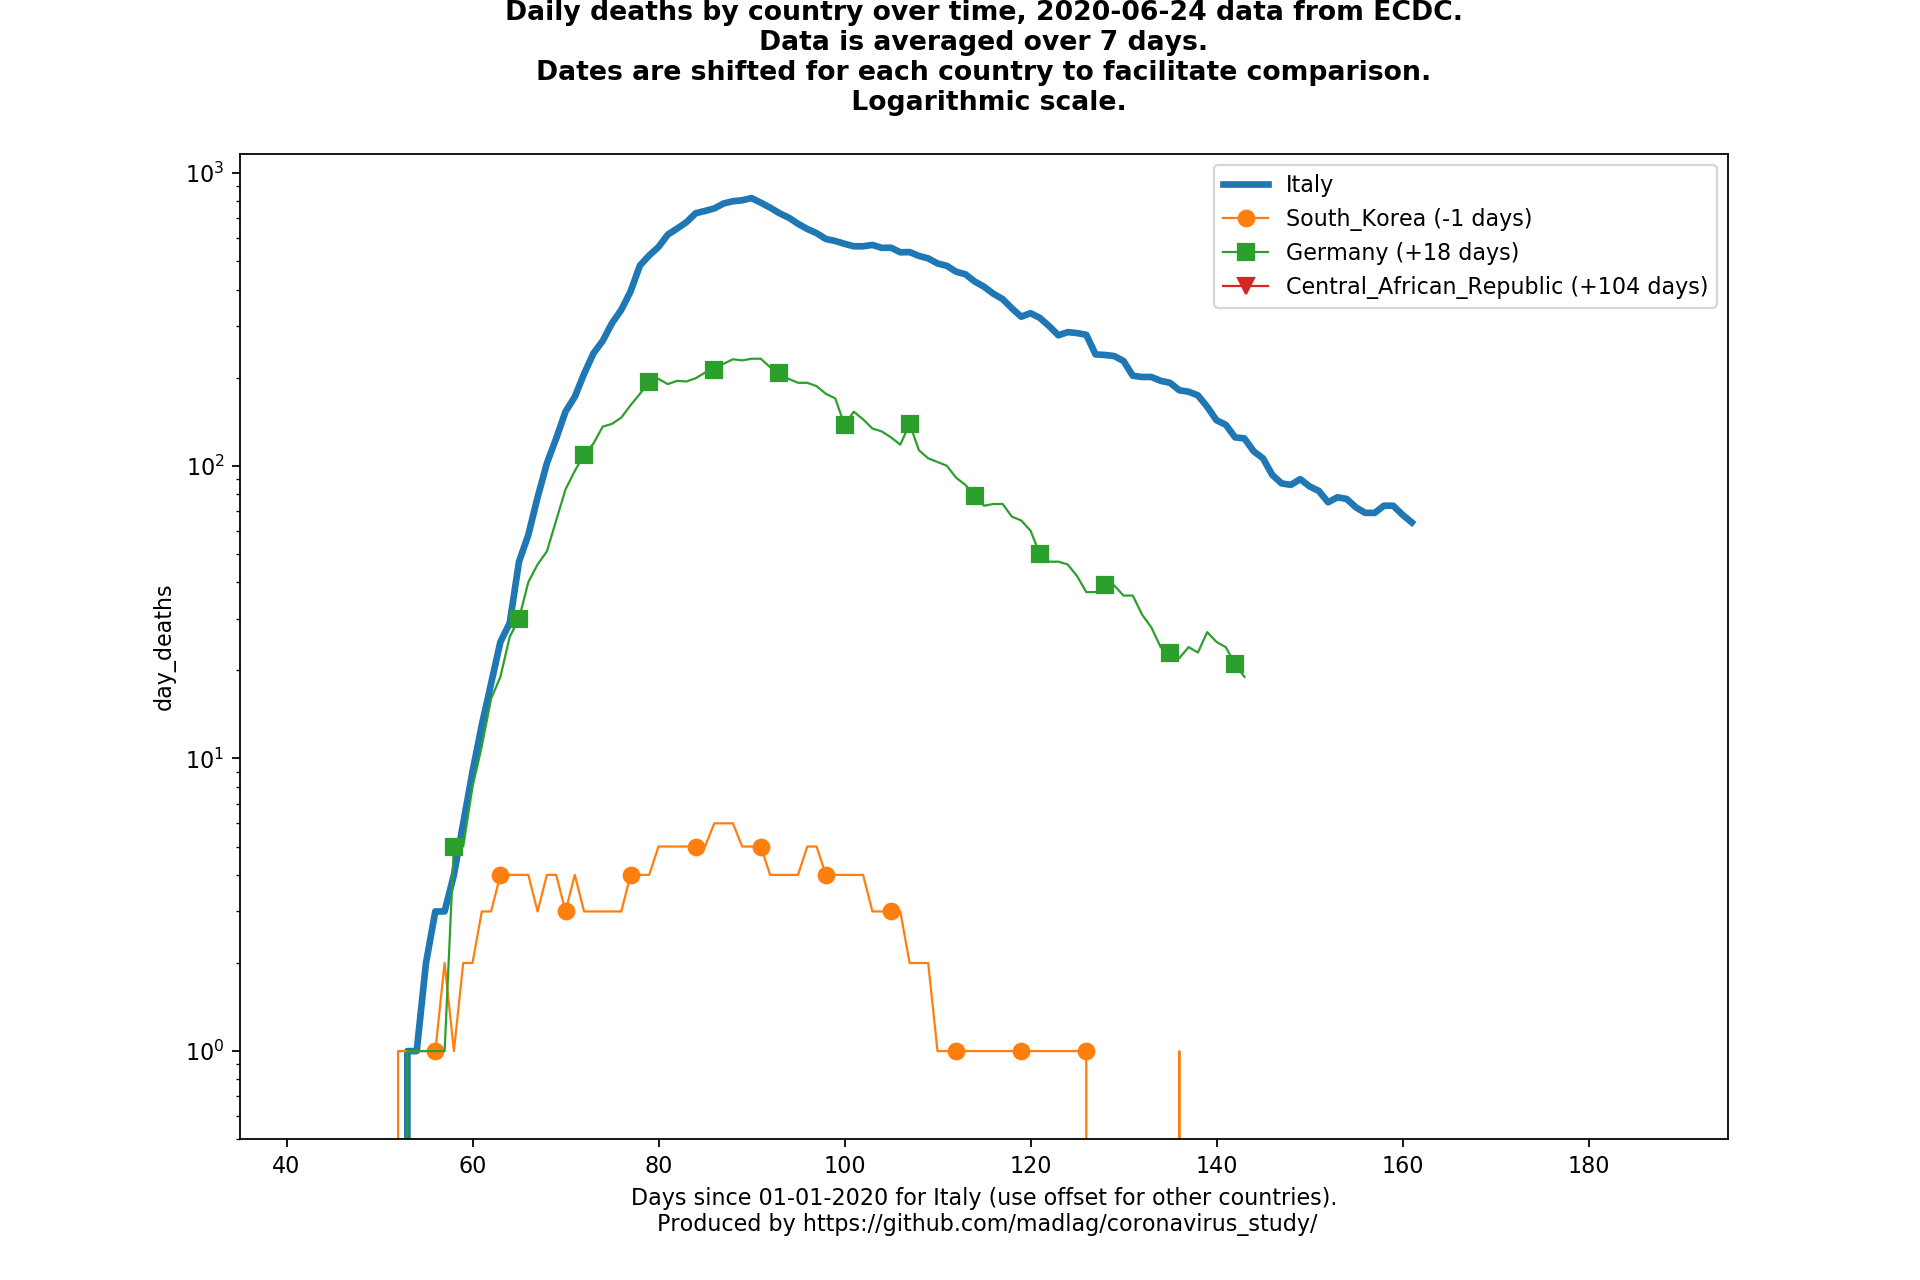 Daily deaths by country over time, 2020-06-24 data from ECDC.
Data is averaged over 7 days.
Dates are shifted for each country to facilitate comparison.
Logarithmic scale.
10³
10²
10¹
10⁰
day_deaths
Italy
South_Korea (-1 days)
Germany (+18 days)
Central_African_Republic (+104 days)
40 60 80 100 120 140 160 180
Days since 01-01-2020 for Italy (use offset for other countries).
Produced by https://github.com/madlag/coronavirus_study/